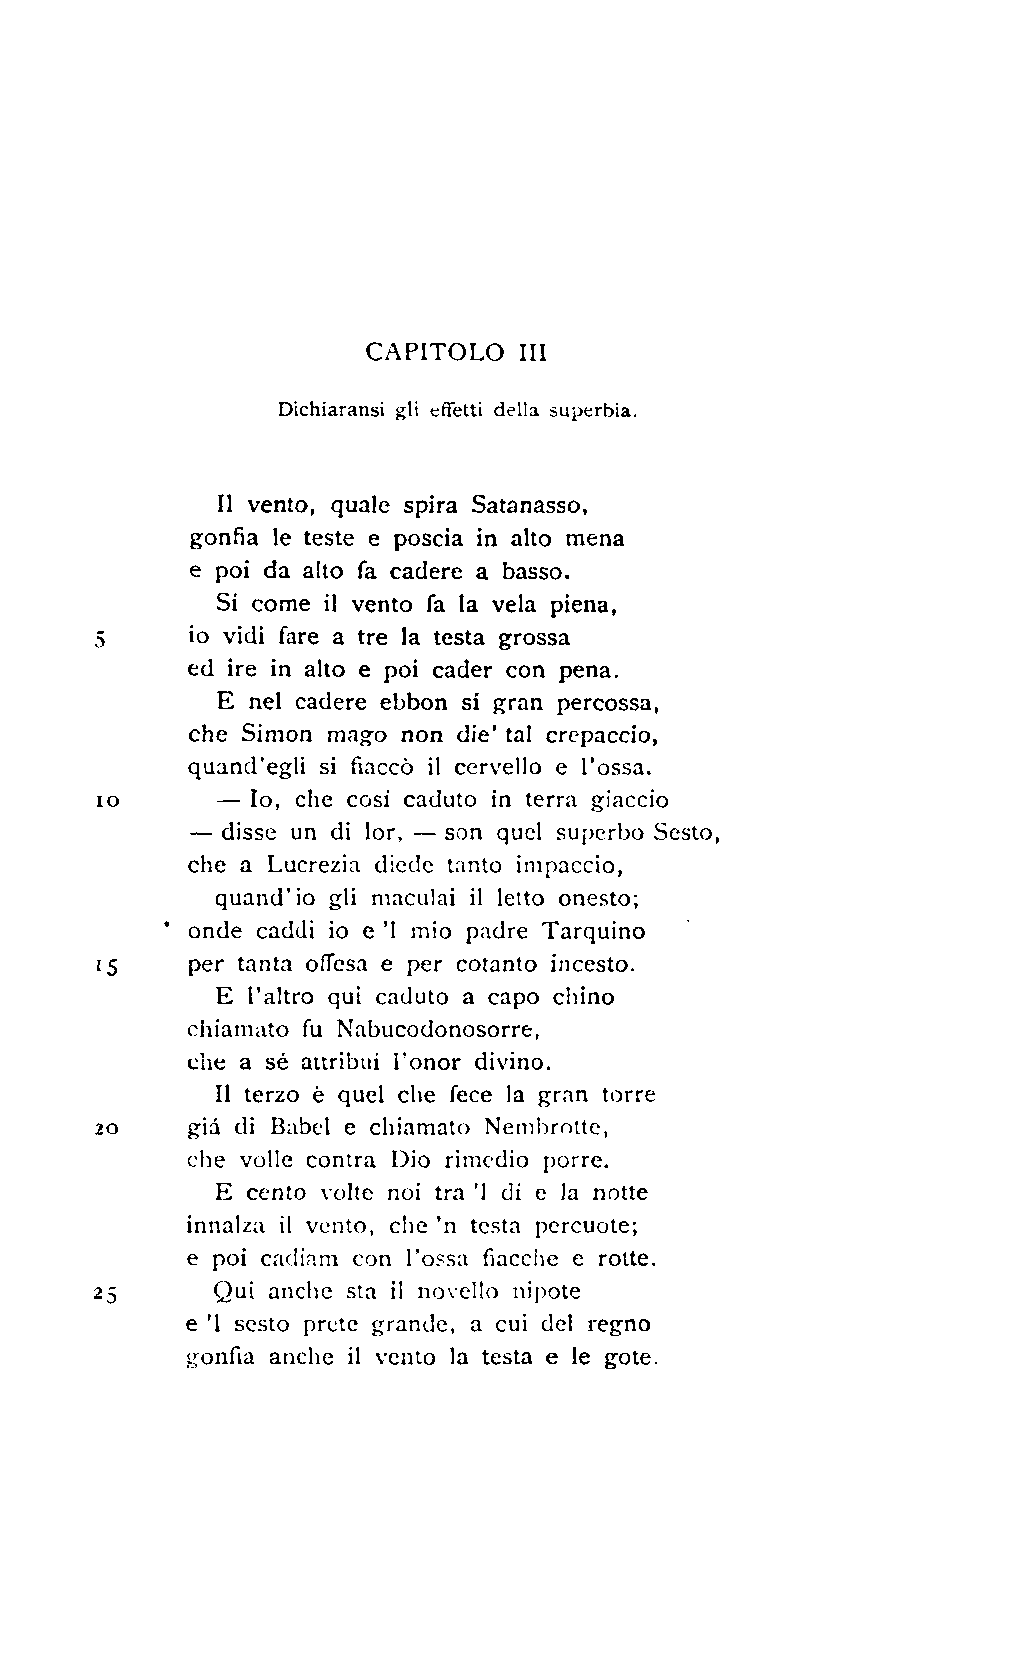 CAPITOLO III
Dichiaransi gli effetti della superbia.
Il vento, quale spira Satanasso,
gonfia le teste e poscia in alto mena
e poi da alto fa cadere a basso.
Sí come il vento fa la vela piena,
5 io vidi fare a tre la testa grossa
ed ire in alto e poi cader con pena.
E nel cadere ebbon sí gran percossa,
che Simon mago non die' tal crepaccio,
quand'egli si fiaccò il cervello e l'ossa.
10 — Io, che cosí caduto in terra giaccio
— disse un di lor, — son quel superbo Sesto,
che a Lucrezia diede tanto impaccio,
quand'io gli maculai il letto onesto;
onde caddi io e 'l mio padre Tarquino
15 per tanta offesa e per cotanto incesto.
E l'altro qui caduto a capo chino
chiamato fu Nabucodonosorre,
che a sé attribuí l'onor divino.
Il terzo è quel che fece la gran torre
20 giá di Babel e chiamato Nembrotte,
che volle contra Dio rimedio porre.
E cento volte noi tra 'l dí e la notte
innalza il vento, che 'n testa percuote;
e poi cadiam con l'ossa fiacche e rotte.
25 Qui anche sta il novello nipote
e 'l sesto prete grande, a cui del regno
gonfia anche il vento la testa e le gote.